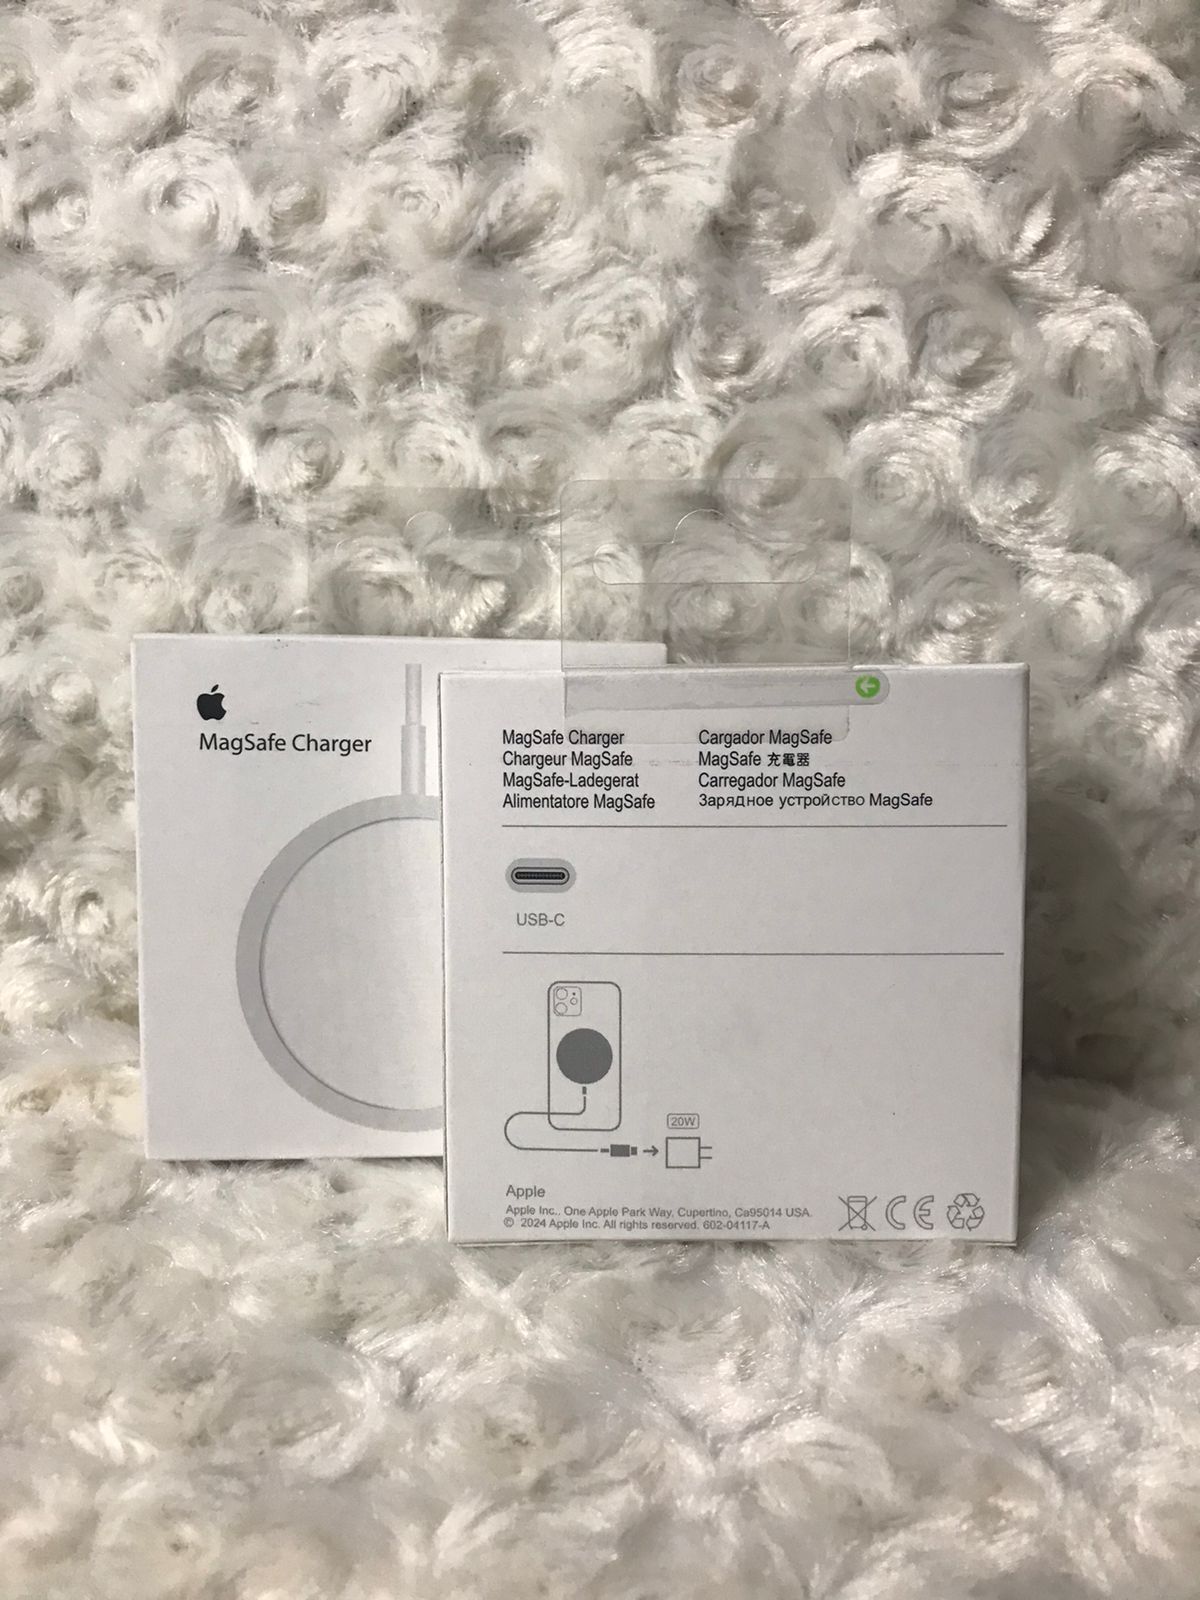 MagSafe Charger
MagSafe Charger
Chargeur MagSafe
MagSafe-Ladegerat
Alimentatore MagSafe
Cargador MagSafe
MagSafe 充電器
Carregador MagSafe
Зарядное устройство MagSafe
USB-C
20W
Apple
Apple Inc., One Apple Park Way, Cupertino, Ca95014 USA.
© 2024 Apple Inc. All rights reserved. 602-04117-A
CE